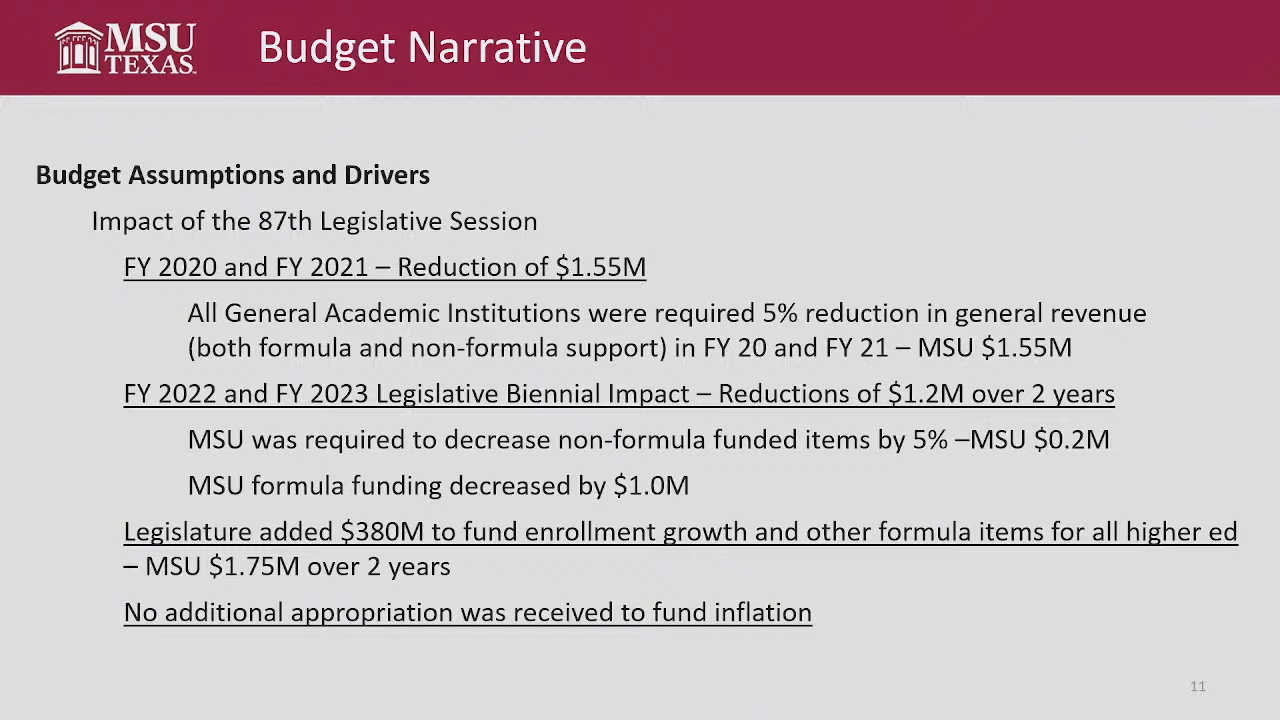 MSU
TEXAS
Budget Narrative
Budget Assumptions and Drivers
Impact of the 87th Legislative Session
FY 2020 and FY 2021 – Reduction of $1.55M
All General Academic Institutions were required 5% reduction in general revenue
(both formula and non-formula support) in FY 20 and FY 21 – MSU $1.55M
FY 2022 and FY 2023 Legislative Biennial Impact – Reductions of $1.2M over 2 years
MSU was required to decrease non-formula funded items by 5% –MSU $0.2M
MSU formula funding decreased by $1.0M
Legislature added $380M to fund enrollment growth and other formula items for all higher ed
– MSU $1.75M over 2 years
No additional appropriation was received to fund inflation
11